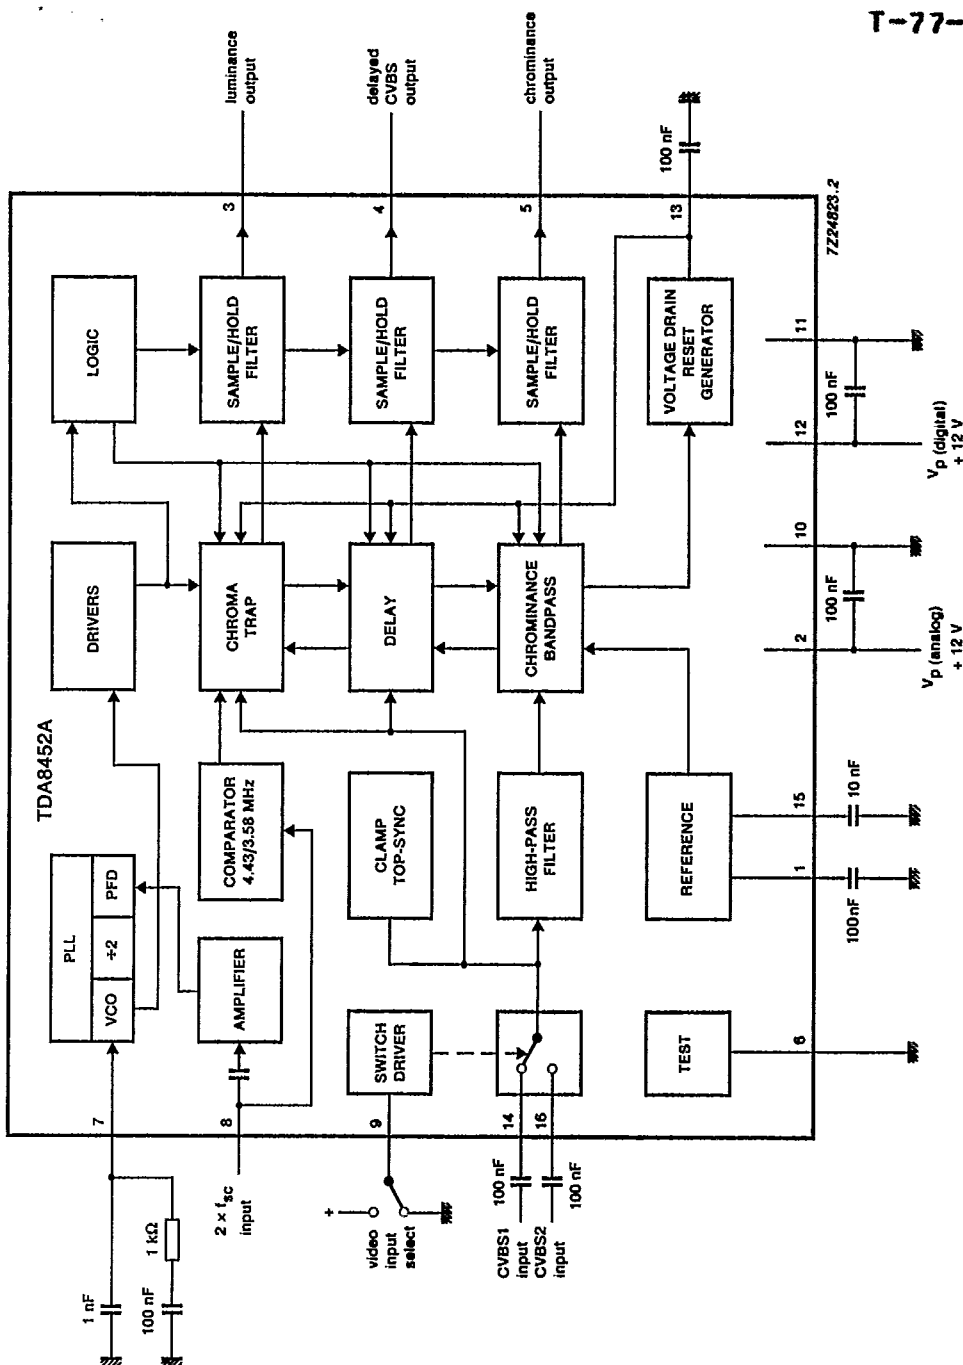 T-77-
luminance
output
delayed
CVBS
output
chrominance
output
100 nF
3
4
5
13
7Z24823.2
LOGIC
SAMPLE/HOLD
FILTER
SAMPLE/HOLD
FILTER
SAMPLE/HOLD
FILTER
VOLTAGE DRAIN
RESET
GENERATOR
11
100 nF
12
Vp (digital)
+ 12 V
DRIVERS
CHROMA
TRAP
DELAY
CHROMINANCE
BANDPASS
10
100 nF
2
Vp (analog)
+ 12 V
TDA8452A
PLL
VCO
÷2
PFD
COMPARATOR
4.43/3.58 MHz
CLAMP
TOP-SYNC
HIGH-PASS
FILTER
REFERENCE
15
10 nF
1
100nF
AMPLIFIER
SWITCH
DRIVER
TEST
6
7
8
9
14
16
2 x fsc
input
1 kΩ
1 nF
100 nF
+
video
input
select
100 nF
100 nF
CVBS1
input
CVBS2
input